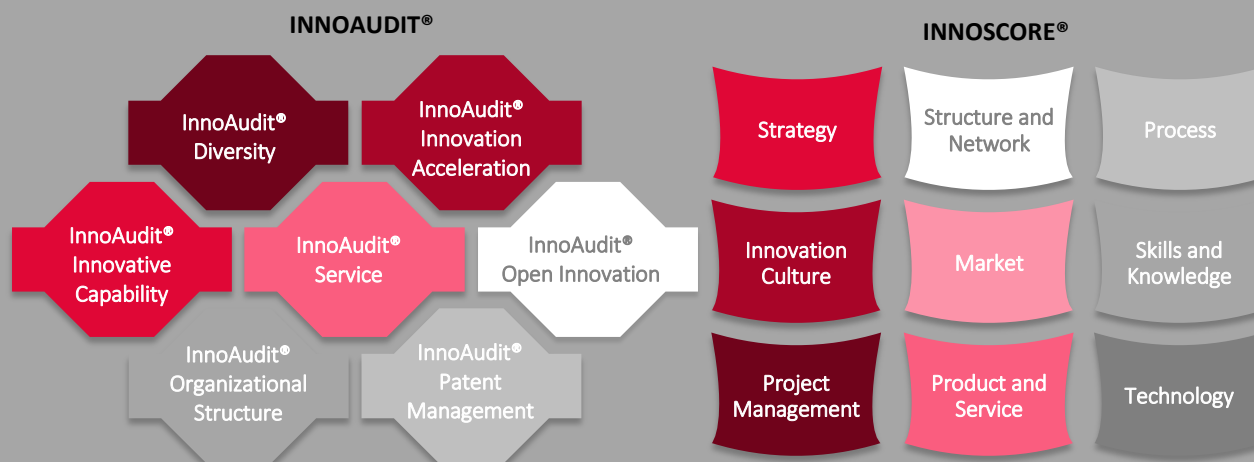 INNOAUDIT®
InnoAudit®
Diversity
InnoAudit®
Innovation
Acceleration
InnoAudit®
Innovative
Capability
InnoAudit®
Service
InnoAudit®
Open Innovation
InnoAudit®
Organizational
Structure
InnoAudit®
Patent
Management
INNOSCORE®
Strategy
Structure and
Network
Process
Innovation
Culture
Market
Skills and
Knowledge
Project
Management
Product and
Service
Technology